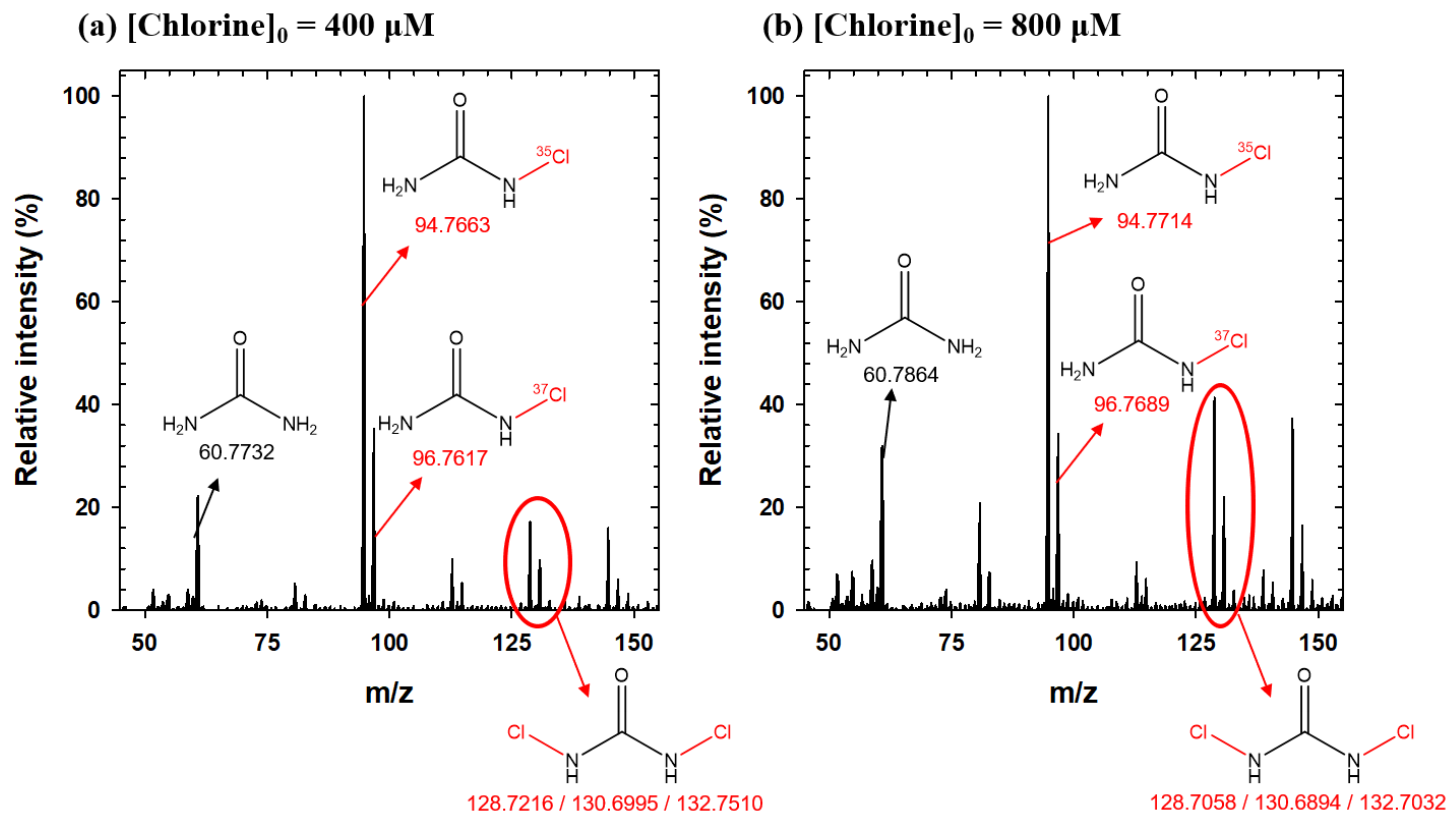 (a) [Chlorine]₀ = 400 μM
Relative intensity (%)
100
80
60
40
20
0
50
75
100
125
150
m/z
O
H₂N
N
H
³⁵Cl
94.7663
O
H₂N
NH₂
60.7732
O
H₂N
N
H
³⁷Cl
96.7617
O
Cl
N
H
N
H
Cl
128.7216 / 130.6995 / 132.7510
(b) [Chlorine]₀ = 800 μM
Relative intensity (%)
100
80
60
40
20
0
50
75
100
125
150
m/z
O
H₂N
N
H
³⁵Cl
94.7714
O
H₂N
NH₂
60.7864
O
H₂N
N
H
³⁷Cl
96.7689
O
Cl
N
H
N
H
Cl
128.7058 / 130.6894 / 132.7032